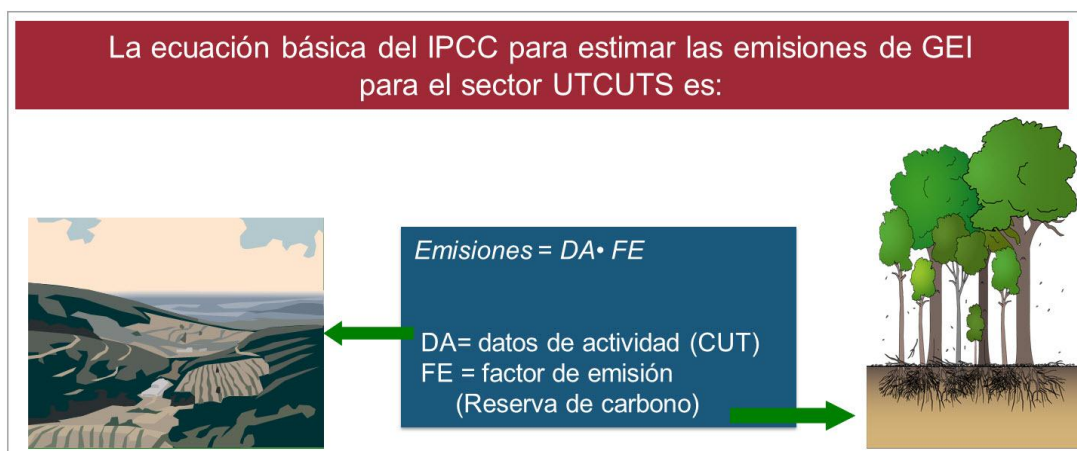 La ecuación básica del IPCC para estimar las emisiones de GEI
para el sector UTCUTS es:
Emisiones = DA• FE
DA= datos de actividad (CUT)
FE = factor de emisión
(Reserva de carbono)